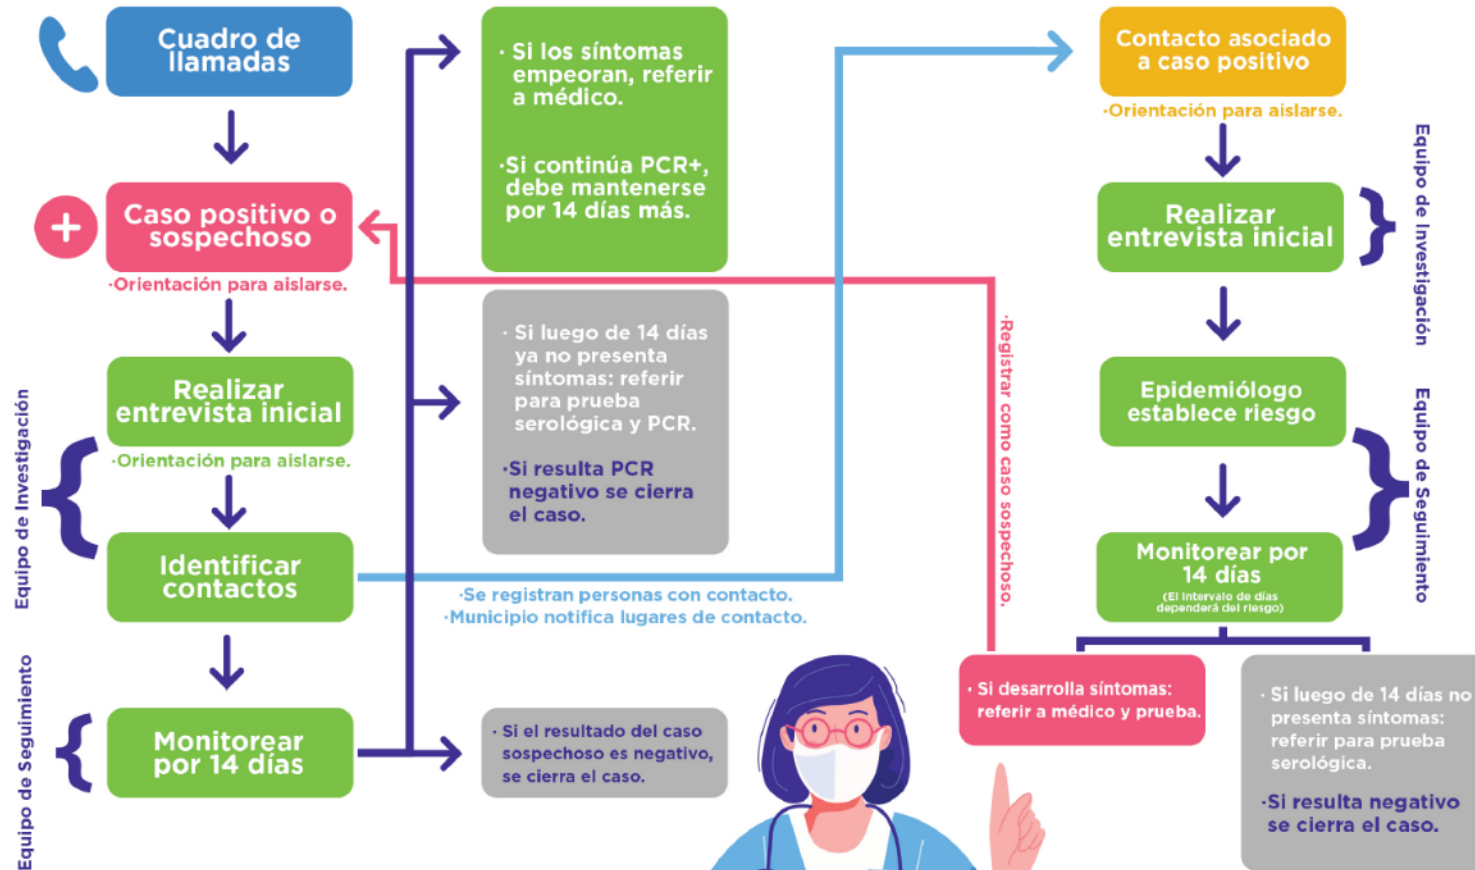 Cuadro de
llamadas
Caso positivo o
sospechoso
·Orientación para aislarse.
Realizar
entrevista inicial
·Orientación para aislarse.
Identificar
contactos
Monitorear
por 14 días
Equipo de Investigación
Equipo de Seguimiento
· Si los síntomas
empeoran, referir
a médico.
·Si continúa PCR+,
debe mantenerse
por 14 días más.
· Si luego de 14 días
ya no presenta
síntomas: referir
para prueba
serológica y PCR.
·Si resulta PCR
negativo se cierra
el caso.
·Se registran personas con contacto.
·Municipio notifica lugares de contacto.
· Si el resultado del caso
sospechoso es negativo,
se cierra el caso.
Contacto asociado
a caso positivo
·Orientación para aislarse.
Realizar
entrevista inicial
Epidemiólogo
establece riesgo
Monitorear por
14 días
(El Intervalo de días
dependerá del riesgo)
Equipo de Investigación
Equipo de Seguimiento
·Registrar como caso sospechoso.
· Si desarrolla síntomas:
referir a médico y prueba.
· Si luego de 14 días no
presenta síntomas:
referir para prueba
serológica.
·Si resulta negativo
se cierra el caso.